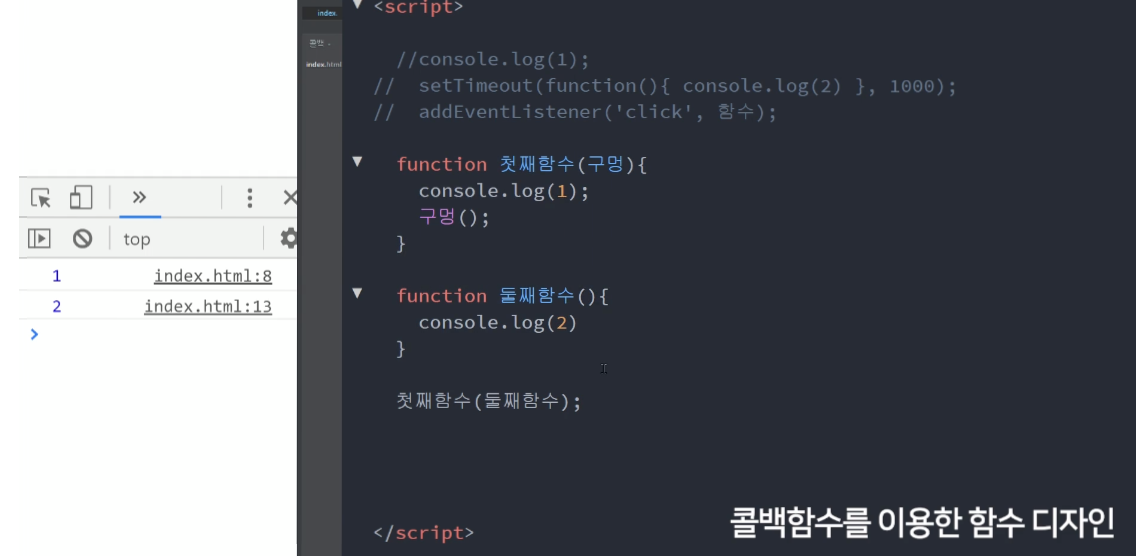 top
1 index.html:8
2 index.html:13
index.
콜백
index.html
<script>
//console.log(1);
// setTimeout(function(){ console.log(2) }, 1000);
// addEventListener('click', 함수);
function 첫째함수(구멍){
console.log(1);
구멍();
}
function 둘째함수(){
console.log(2)
}
첫째함수(둘째함수);
</script>
콜백함수를 이용한 함수 디자인